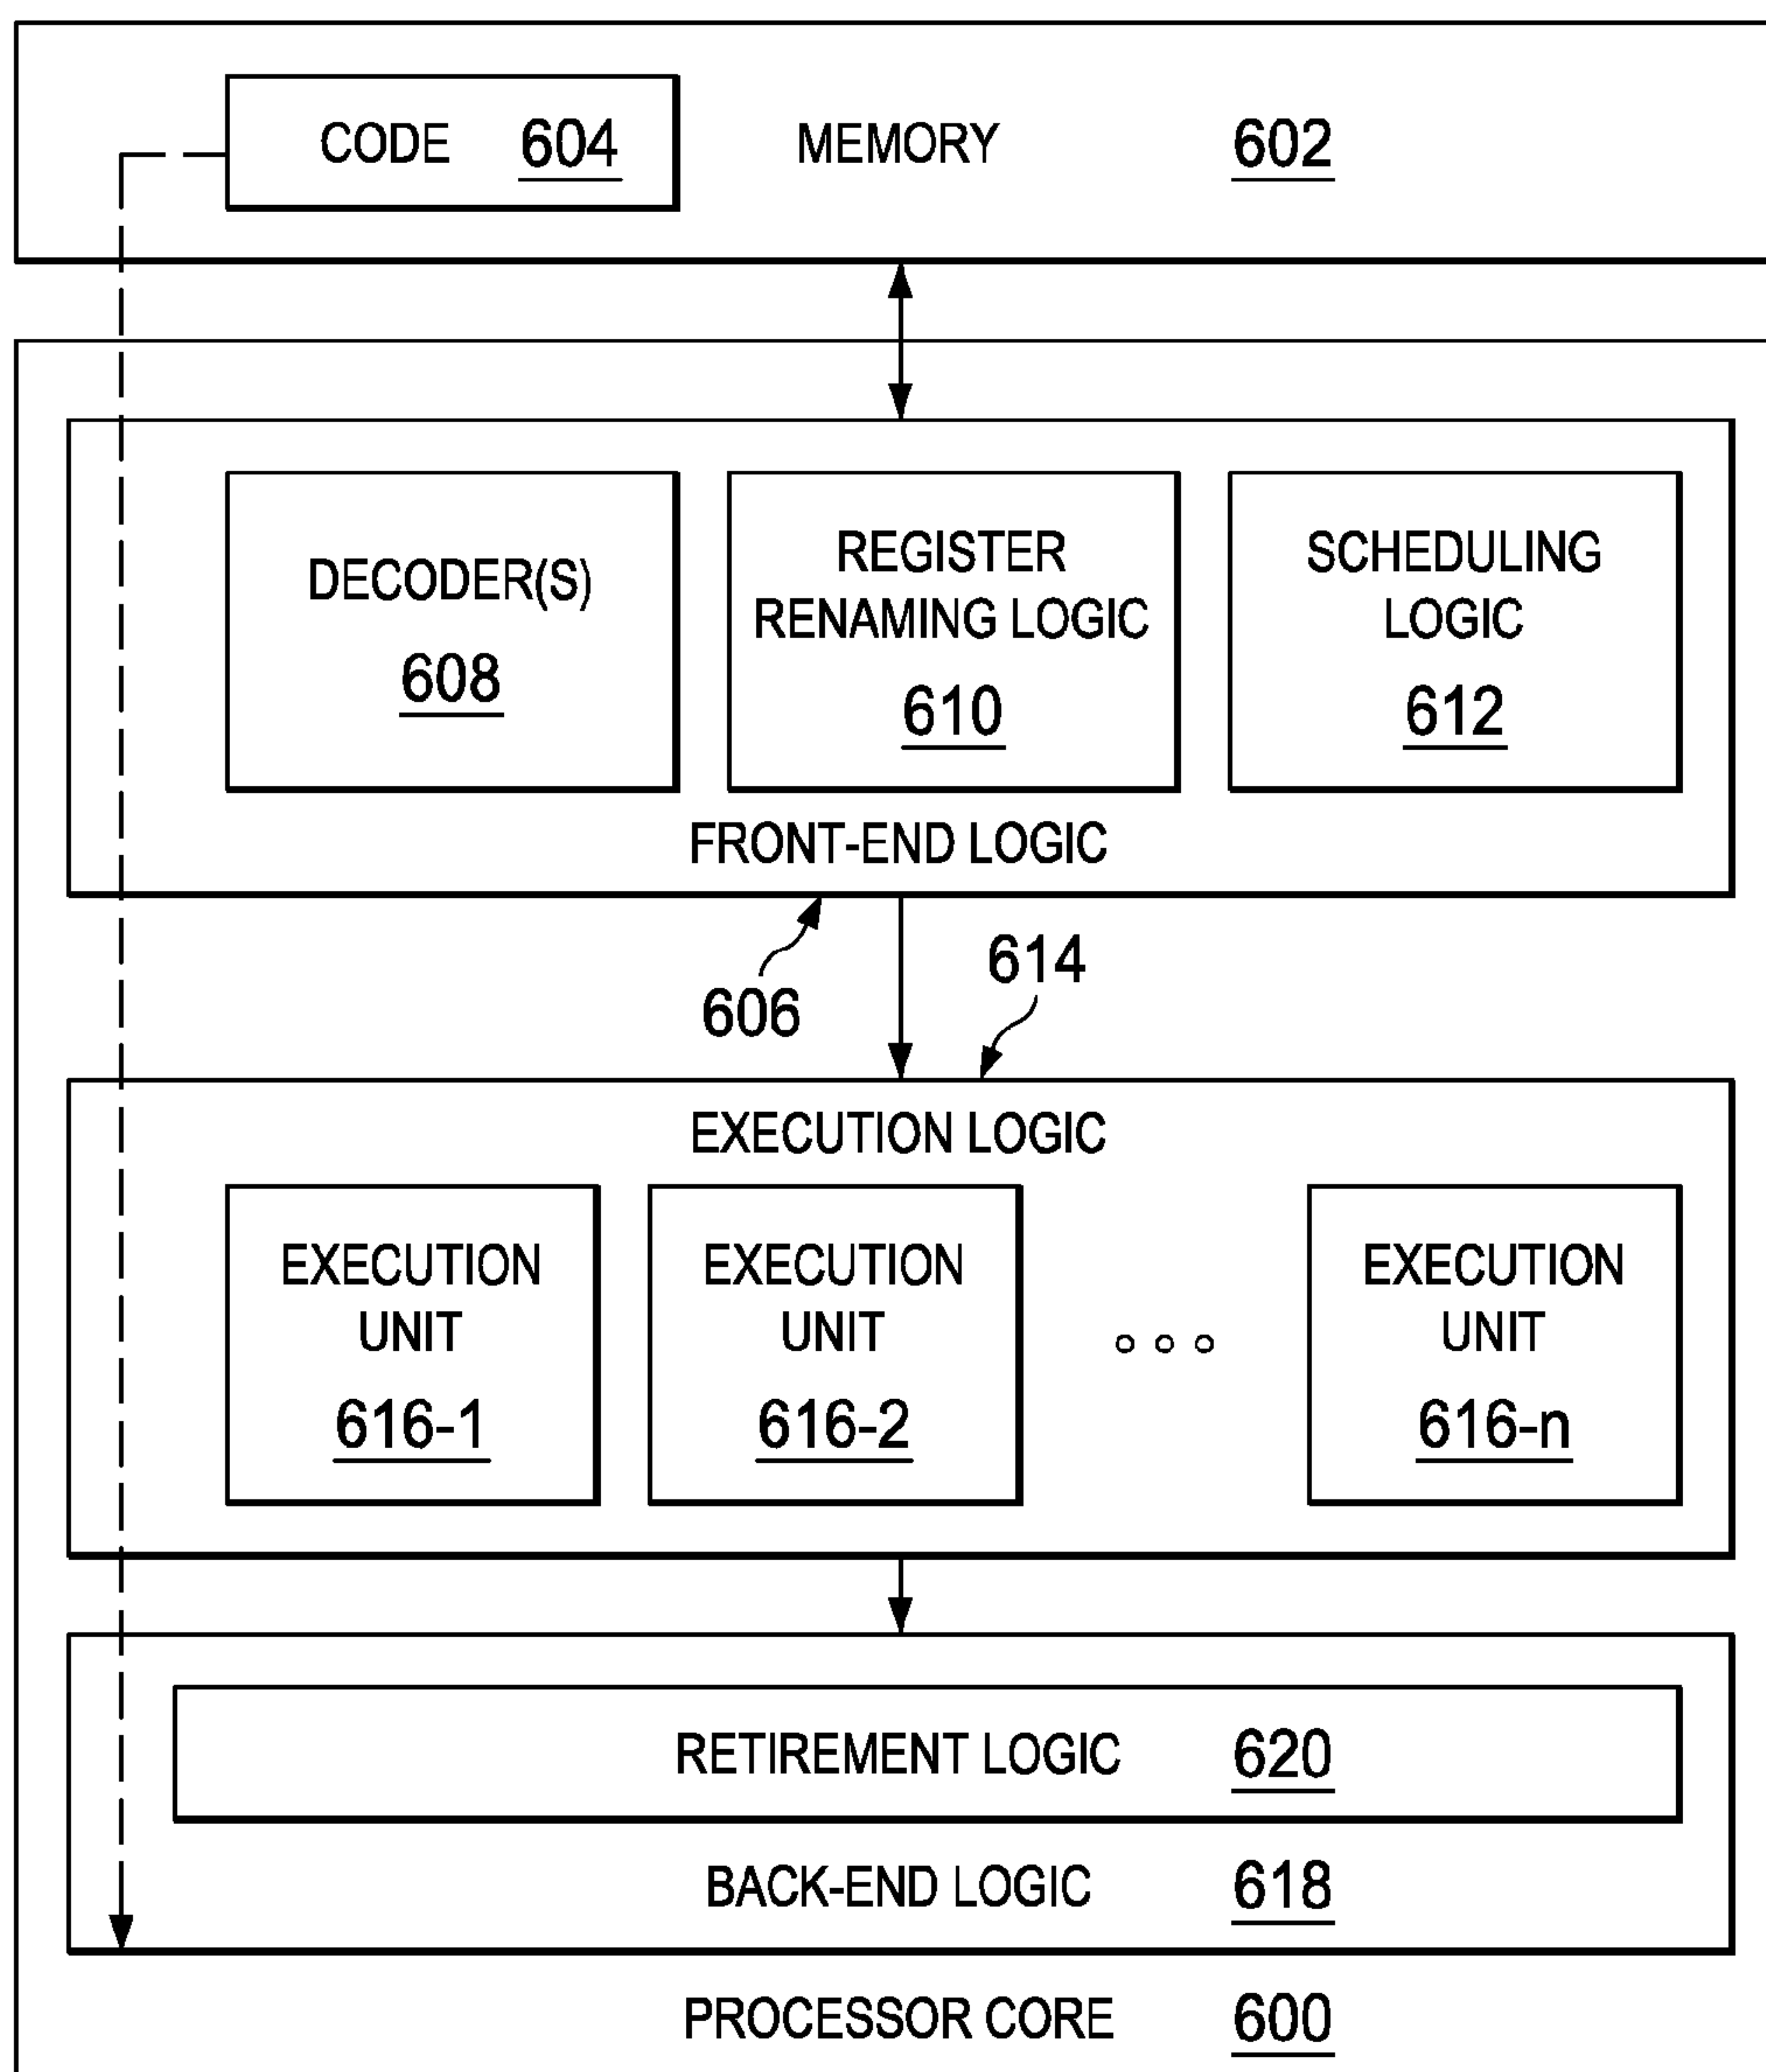 CODE 604 MEMORY 602
DECODER(S)
608
REGISTER
RENAMING LOGIC
610
SCHEDULING
LOGIC
612
FRONT-END LOGIC
606
614
EXECUTION LOGIC
EXECUTION
UNIT
616-1
EXECUTION
UNIT
616-2
EXECUTION
UNIT
616-n
RETIREMENT LOGIC 620
BACK-END LOGIC 618
PROCESSOR CORE 600